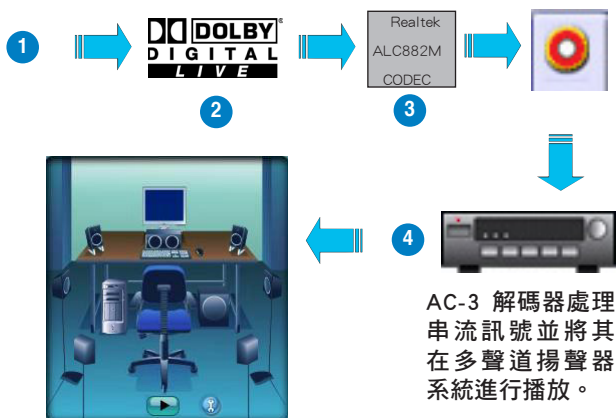 1
DOLBY®
DIGITAL
LIVE
2
Realtek
ALC882M
CODEC
3
4
AC-3 解碼器處理
串流訊號並將其
在多聲道揚聲器
系統進行播放。